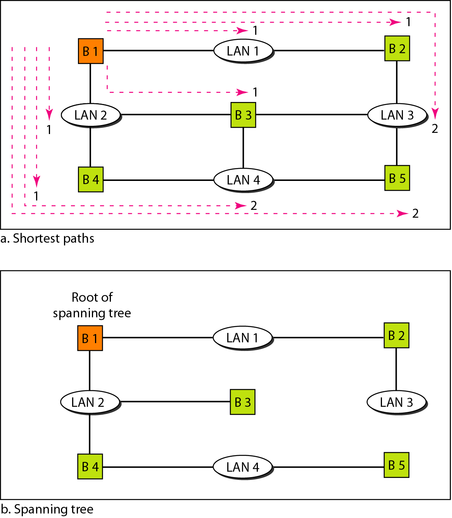 1
1
B 1
LAN 1
B 2
1
LAN 2
B 3
LAN 3
1
2
B 4
LAN 4
B 5
1
2
2
a. Shortest paths
Root of
spanning tree
B 1
LAN 1
B 2
LAN 2
B 3
LAN 3
B 4
LAN 4
B 5
b. Spanning tree